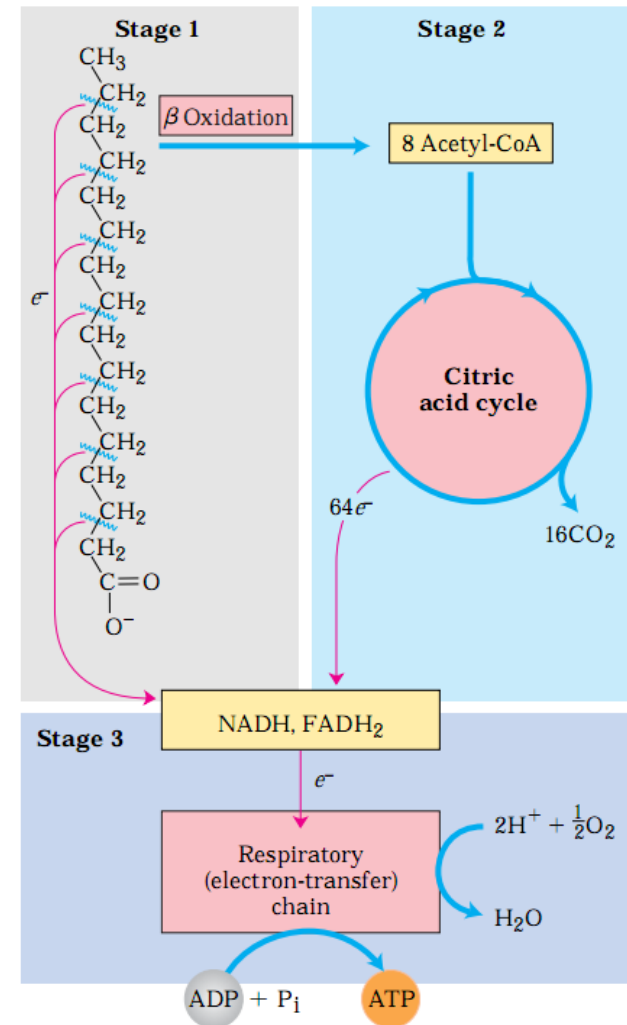 Stage 1
Stage 2
CH₃
CH₂
β Oxidation
CH₂
8 Acetyl-CoA
CH₂
CH₂
CH₂
CH₂
e⁻
CH₂
CH₂
CH₂
Citric
acid cycle
CH₂
CH₂
CH₂
CH₂
64e⁻
16CO₂
CH₂
C=O
O⁻
NADH, FADH₂
Stage 3
e⁻
2H⁺ + ½O₂
Respiratory
(electron-transfer)
chain
H₂O
ADP + Pᵢ
ATP